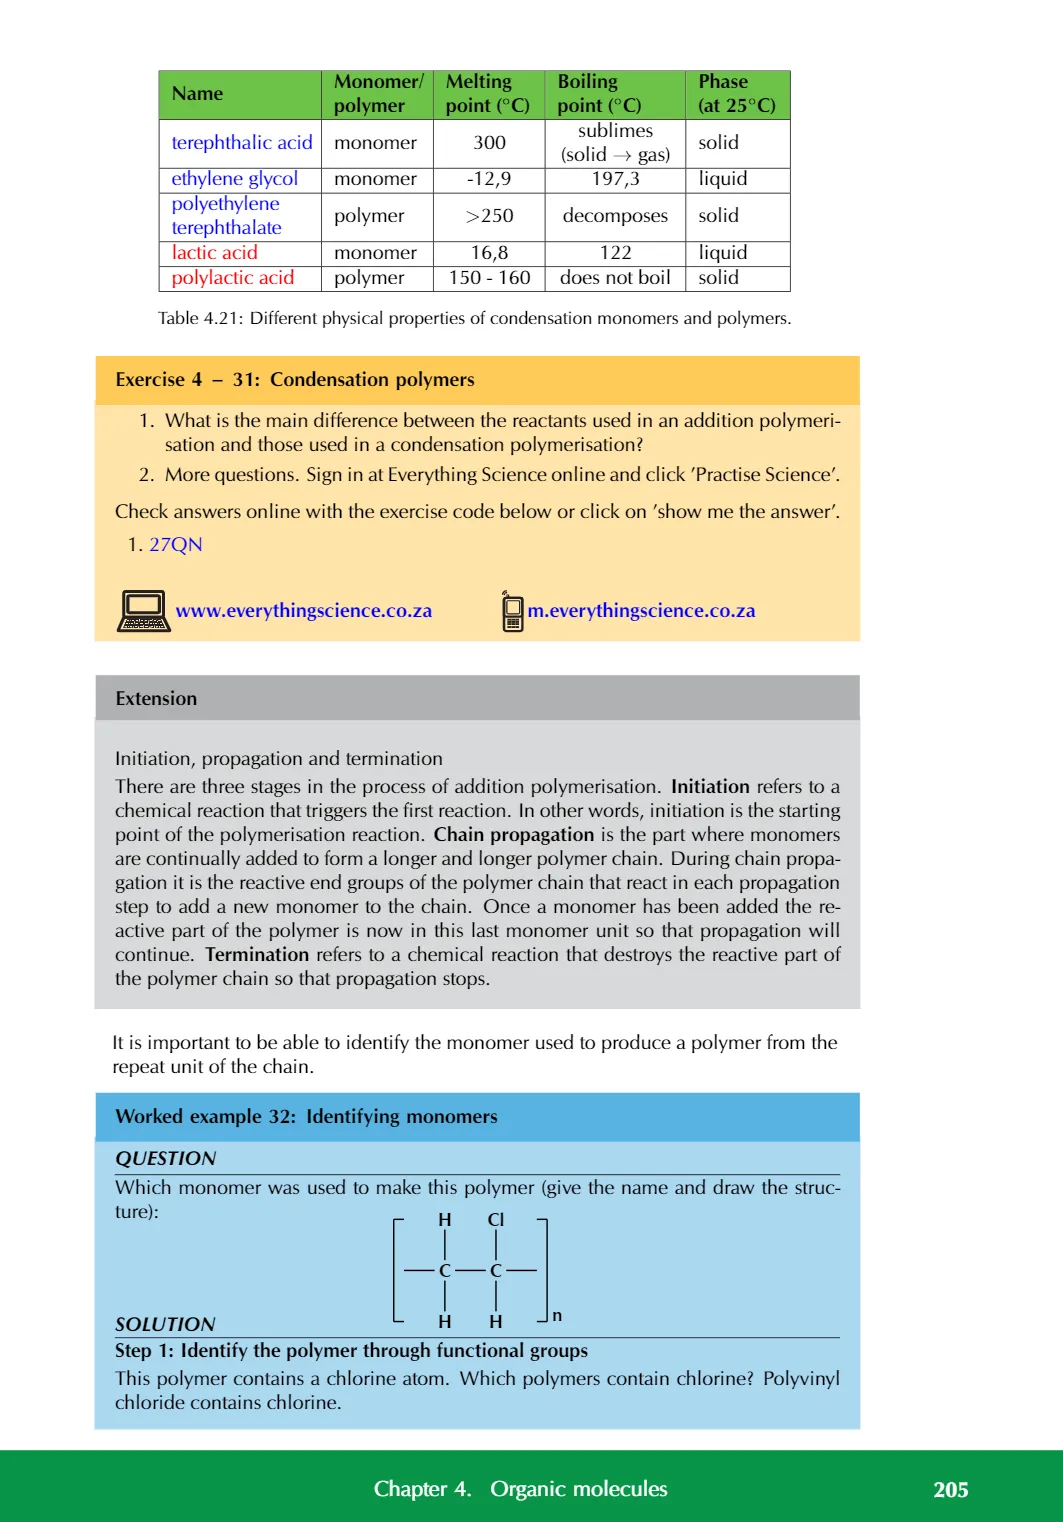 Name Monomer/ polymer Melting point (°C) Boiling point (°C) Phase (at 25°C)
terephthalic acid monomer 300 sublimes (solid → gas) solid
ethylene glycol monomer -12,9 197,3 liquid
polyethylene terephthalate polymer >250 decomposes solid
lactic acid monomer 16,8 122 liquid
polylactic acid polymer 150 - 160 does not boil solid
Table 4.21: Different physical properties of condensation monomers and polymers.
Exercise 4 – 31: Condensation polymers
1. What is the main difference between the reactants used in an addition polymeri-
sation and those used in a condensation polymerisation?
2. More questions. Sign in at Everything Science online and click ’Practise Science’.
Check answers online with the exercise code below or click on ’show me the answer’.
1. 27QN
www.everythingscience.co.za m.everythingscience.co.za
Extension
Initiation, propagation and termination
There are three stages in the process of addition polymerisation. Initiation refers to a
chemical reaction that triggers the first reaction. In other words, initiation is the starting
point of the polymerisation reaction. Chain propagation is the part where monomers
are continually added to form a longer and longer polymer chain. During chain propa-
gation it is the reactive end groups of the polymer chain that react in each propagation
step to add a new monomer to the chain. Once a monomer has been added the re-
active part of the polymer is now in this last monomer unit so that propagation will
continue. Termination refers to a chemical reaction that destroys the reactive part of
the polymer chain so that propagation stops.
It is important to be able to identify the monomer used to produce a polymer from the
repeat unit of the chain.
Worked example 32: Identifying monomers
QUESTION
Which monomer was used to make this polymer (give the name and draw the struc-
ture):
H Cl
C C
H H n
SOLUTION
Step 1: Identify the polymer through functional groups
This polymer contains a chlorine atom. Which polymers contain chlorine? Polyvinyl
chloride contains chlorine.
Chapter 4. Organic molecules 205